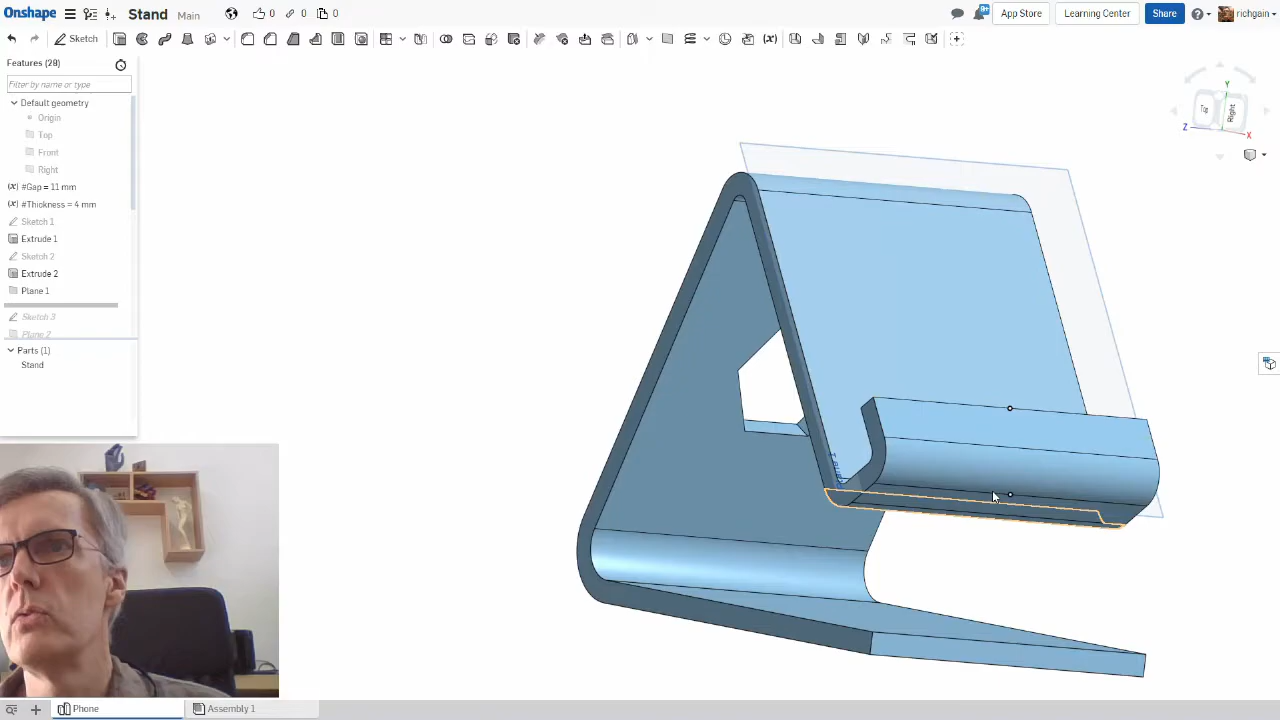 Onshape Stand Main 0 0 0 App Store Learning Center Share richgain
Sketch
Features (28)
Filter by name or type
Default geometry
Origin
Top
Front
Right
(x) #Gap = 11 mm
(x) #Thickness = 4 mm
Sketch 1
Extrude 1
Sketch 2
Extrude 2
Plane 1
Sketch 3
Plane 2
Parts (1)
Stand
Y
Top Right
Z X
Phone Assembly 1